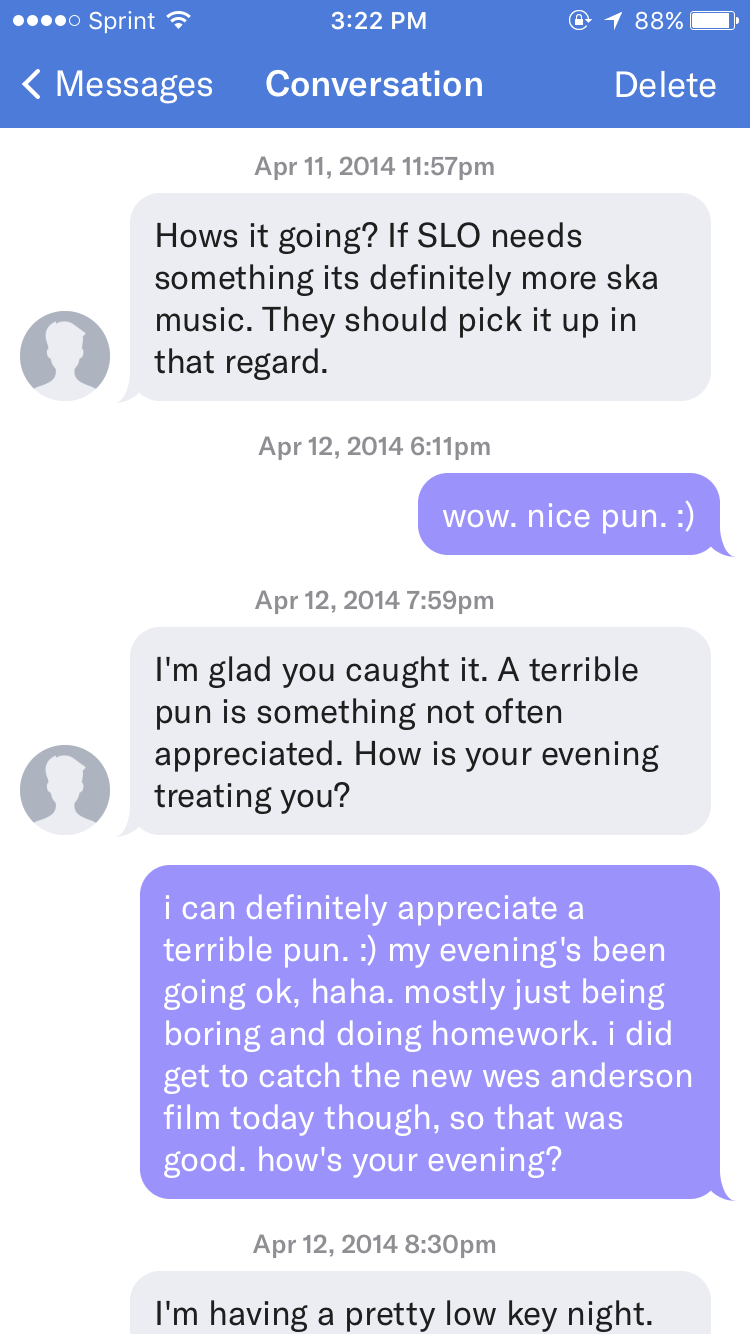 Sprint 3:22 PM 88%
Messages Conversation Delete
Apr 11, 2014 11:57pm
Hows it going? If SLO needs
something its definitely more ska
music. They should pick it up in
that regard.
Apr 12, 2014 6:11pm
wow. nice pun. :)
Apr 12, 2014 7:59pm
I'm glad you caught it. A terrible
pun is something not often
appreciated. How is your evening
treating you?
i can definitely appreciate a
terrible pun. :) my evening's been
going ok, haha. mostly just being
boring and doing homework. i did
get to catch the new wes anderson
film today though, so that was
good. how's your evening?
Apr 12, 2014 8:30pm
I'm having a pretty low key night.